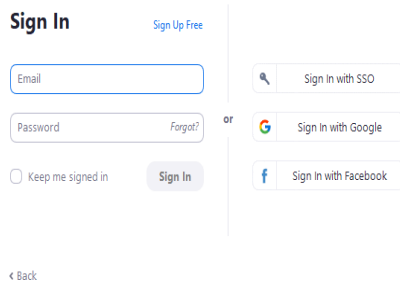 Sign In
Sign Up Free
Email
Password
Forgot?
Keep me signed in
Sign In
or
Sign In with SSO
Sign In with Google
Sign In with Facebook
Back